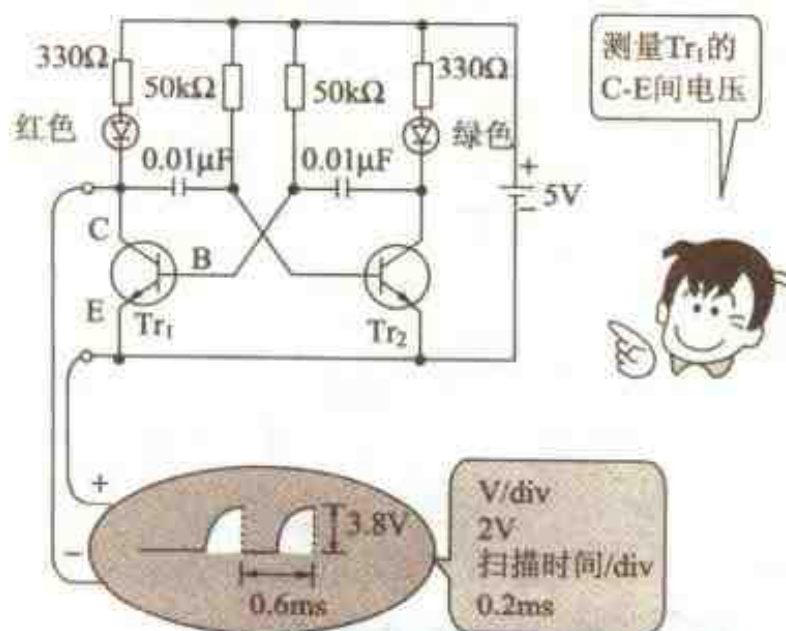 330Ω
50kΩ
50kΩ
330Ω
测量Tr₁的
C-E间电压
红色
绿色
0.01μF
0.01μF
+
5V
−
C
B
E
Tr₁
Tr₂
+
−
3.8V
0.6ms
V/div
2V
扫描时间/div
0.2ms